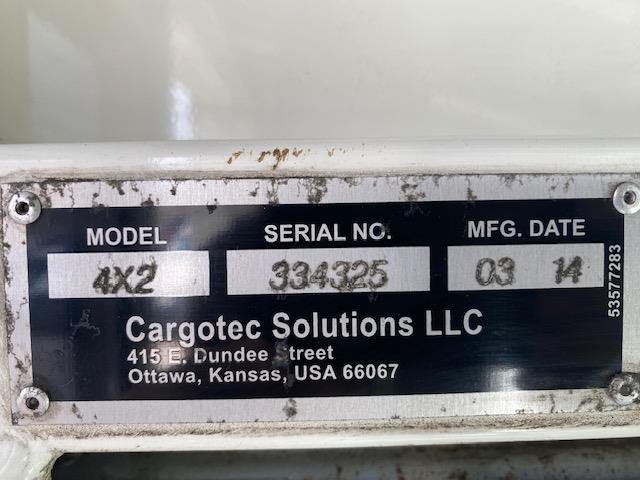 MODEL SERIAL NO. MFG. DATE
4X2 334325 03 14
Cargotec Solutions LLC
415 E. Dundee Street
Ottawa, Kansas, USA 66067
53577283